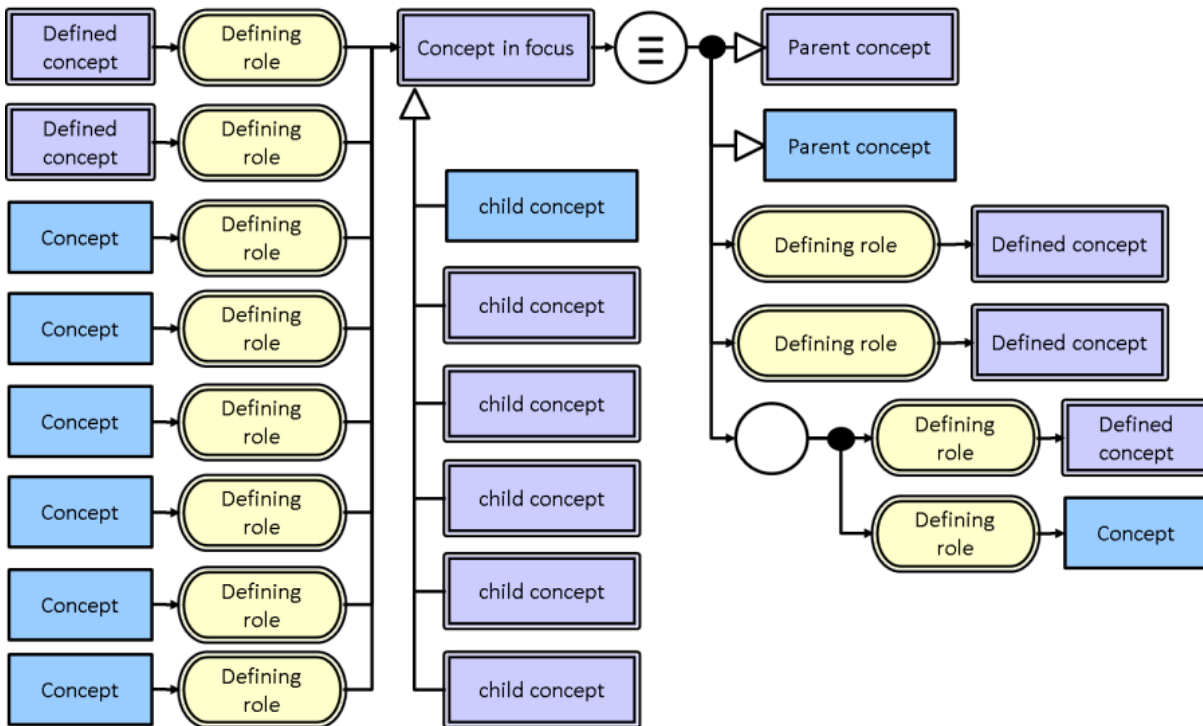 Defined
concept
Defining
role
Concept in focus
Parent concept
Defined
concept
Defining
role
Parent concept
child concept
Concept
Defining
role
Defining role
Defined concept
child concept
Concept
Defining
role
Defining role
Defined concept
child concept
Concept
Defining
role
Defining
role
Defined
concept
child concept
Concept
Defining
role
Defining
role
Concept
child concept
Concept
Defining
role
child concept
Concept
Defining
role